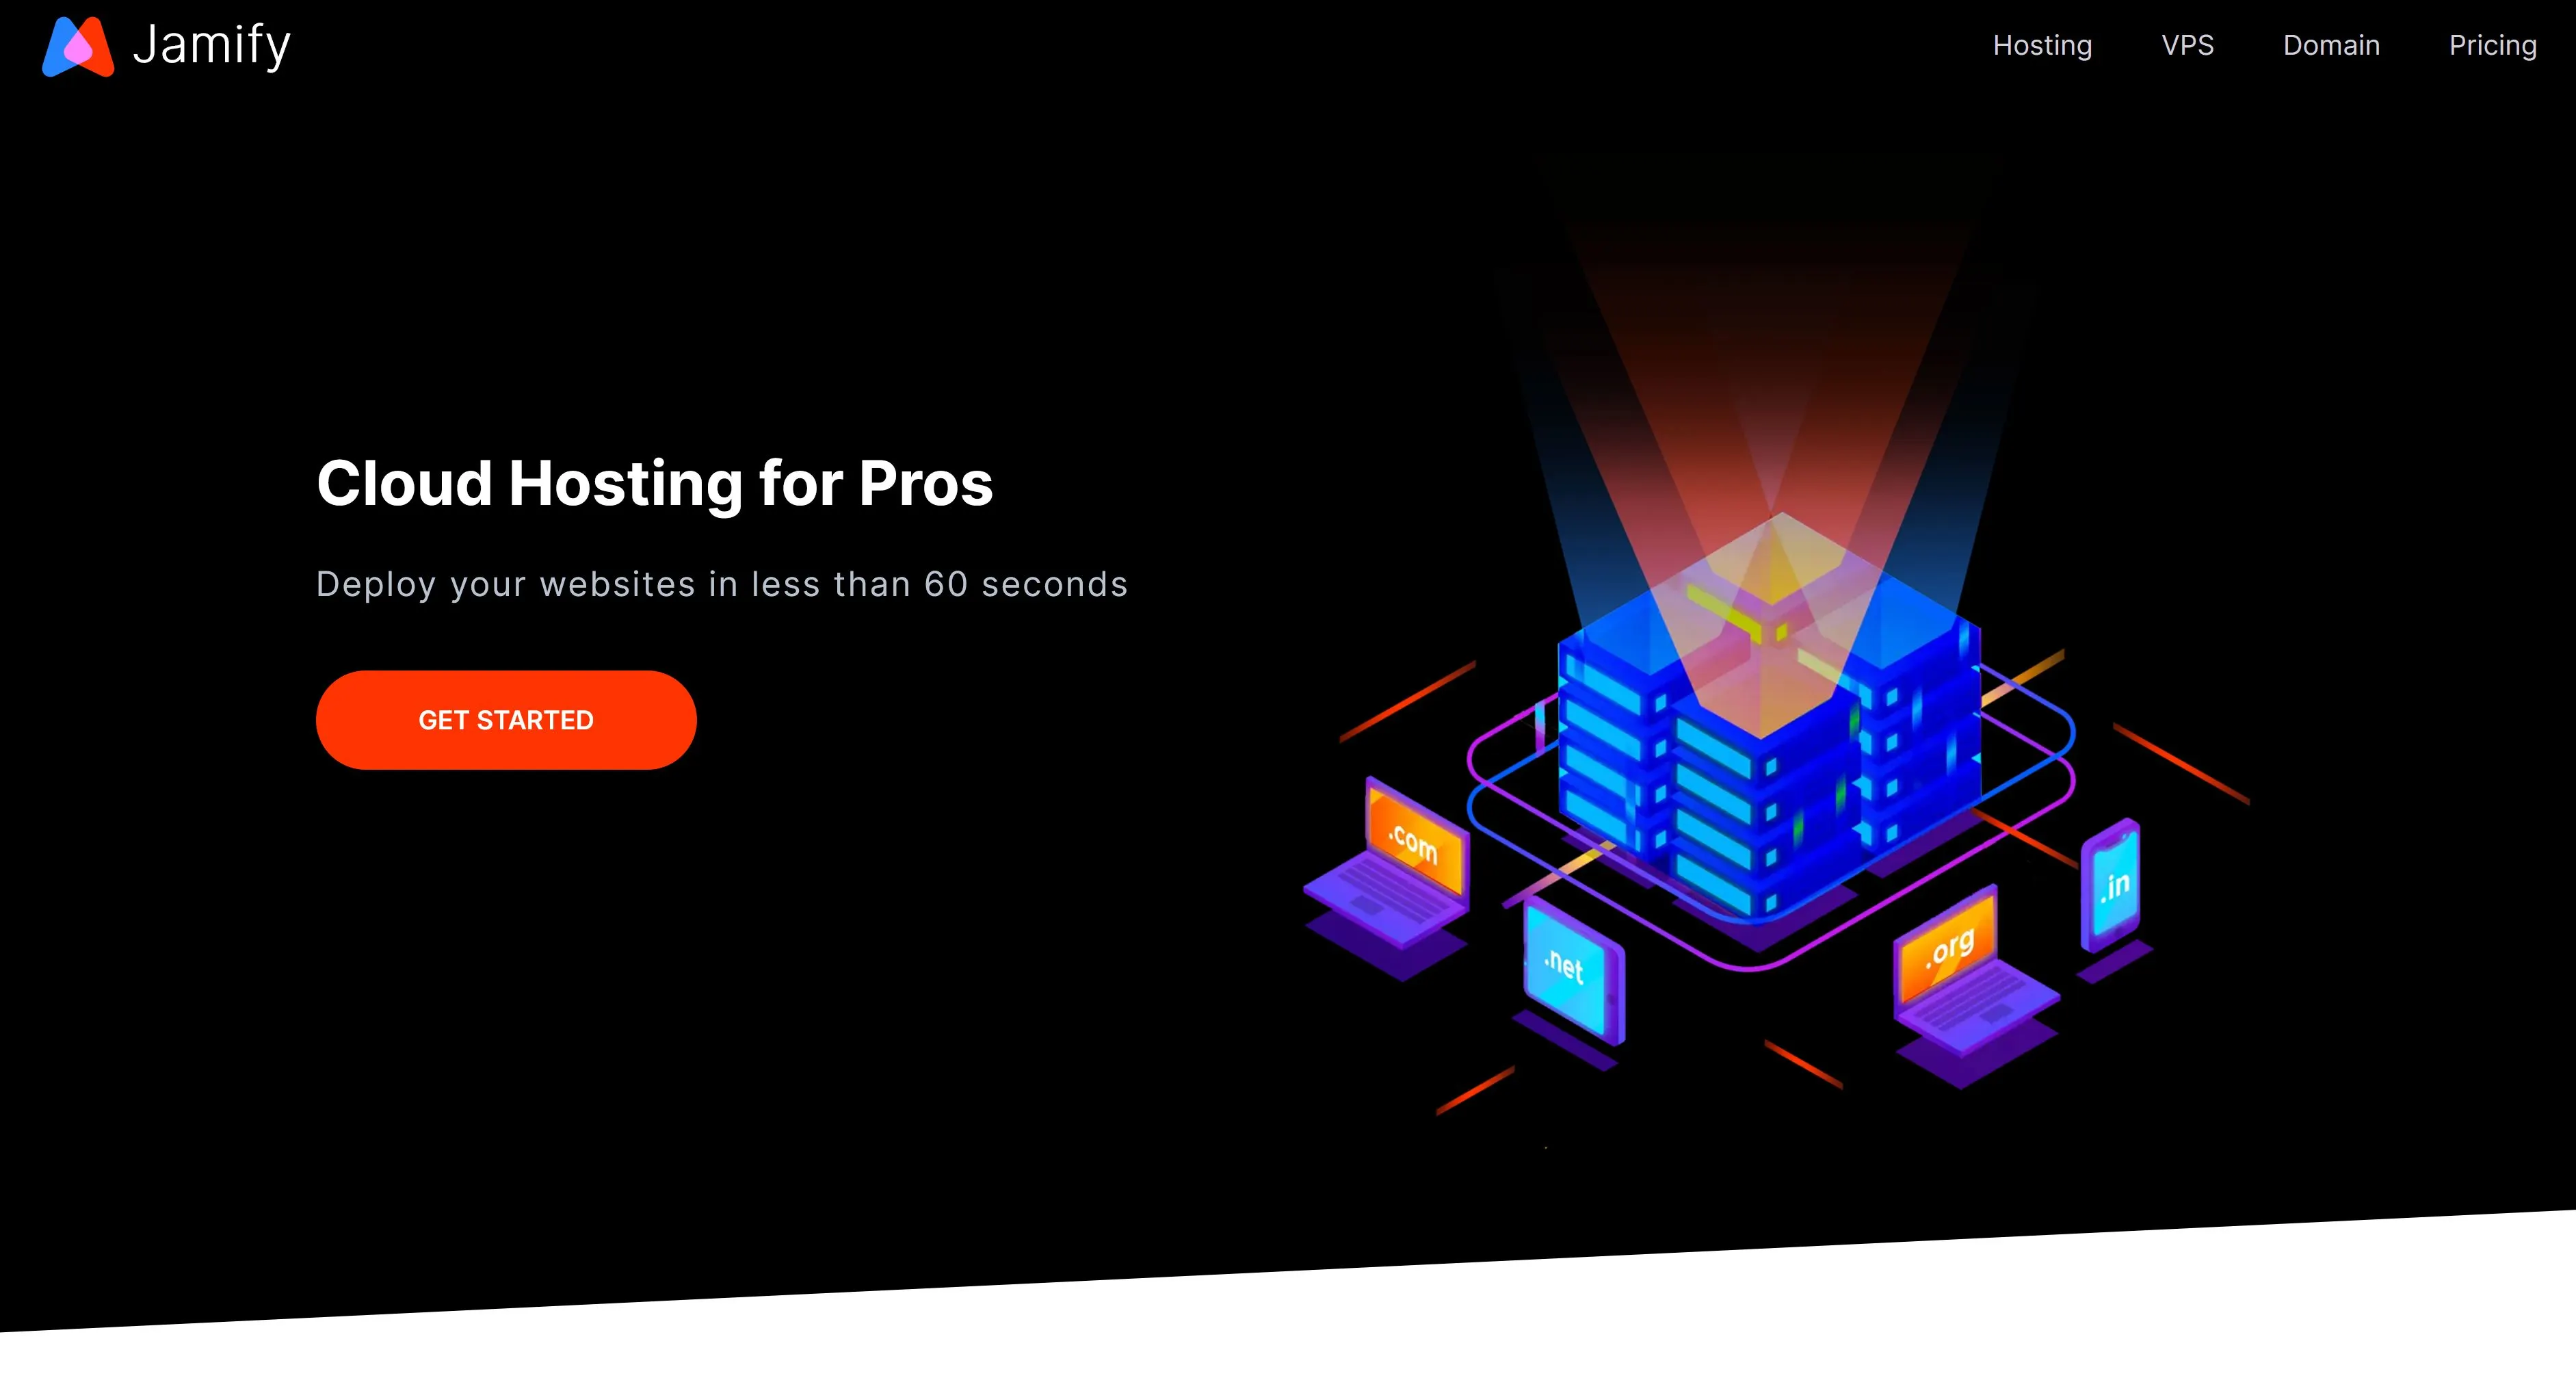 Jamify
Hosting
VPS
Domain
Pricing
Cloud Hosting for Pros
Deploy your websites in less than 60 seconds
GET STARTED
.com
.net
.org
.in